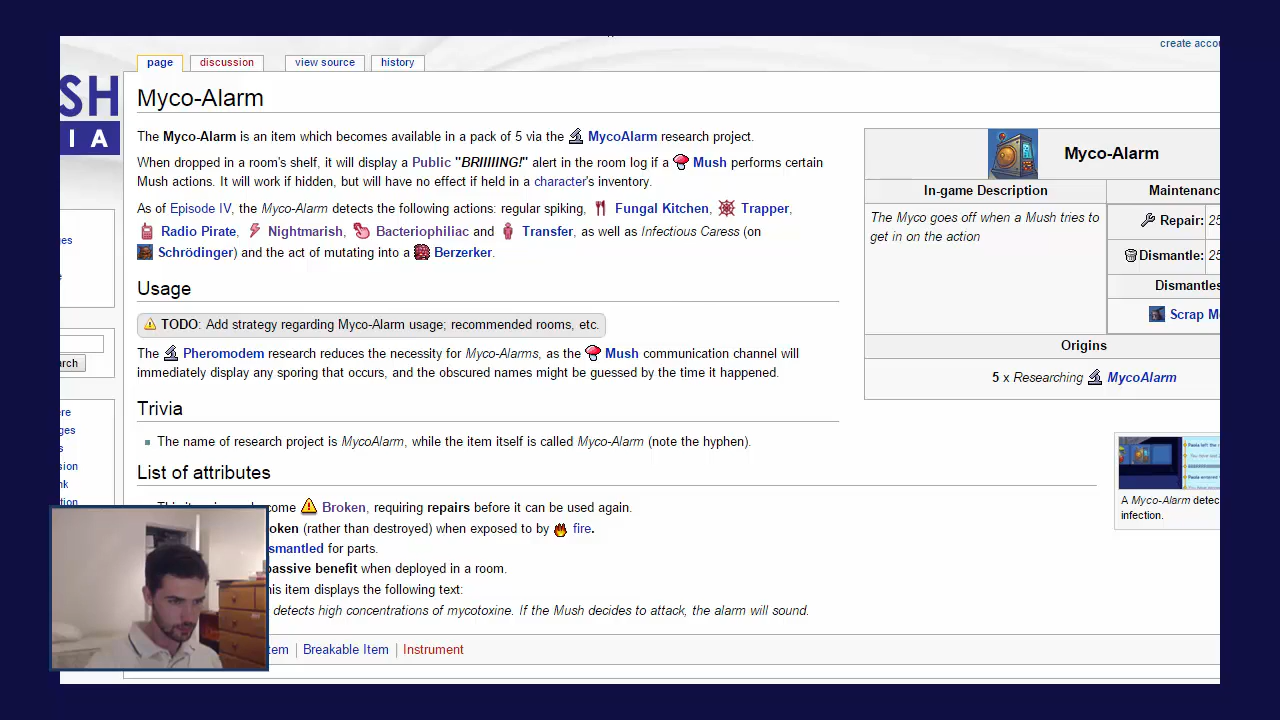 create accou
page discussion view source history
SH
IA
Myco-Alarm
The Myco-Alarm is an item which becomes available in a pack of 5 via the MycoAlarm research project.
When dropped in a room's shelf, it will display a Public "BRIIIIING!" alert in the room log if a Mush performs certain
Mush actions. It will work if hidden, but will have no effect if held in a character's inventory.
As of Episode IV, the Myco-Alarm detects the following actions: regular spiking, Fungal Kitchen, Trapper,
Radio Pirate, Nightmarish, Bacteriophiliac and Transfer, as well as Infectious Caress (on
Schrödinger) and the act of mutating into a Berzerker.
Usage
TODO: Add strategy regarding Myco-Alarm usage; recommended rooms, etc.
The Pheromodem research reduces the necessity for Myco-Alarms, as the Mush communication channel will
immediately display any sporing that occurs, and the obscured names might be guessed by the time it happened.
Trivia
The name of research project is MycoAlarm, while the item itself is called Myco-Alarm (note the hyphen).
List of attributes
ome Broken, requiring repairs before it can be used again.
oken (rather than destroyed) when exposed to by fire.
smantled for parts.
passive benefit when deployed in a room.
his item displays the following text:
detects high concentrations of mycotoxine. If the Mush decides to attack, the alarm will sound.
tem | Breakable Item | Instrument
Myco-Alarm
In-game Description
The Myco goes off when a Mush tries to
get in on the action
Maintenanc
Repair: 25
Dismantle: 25
Dismantles
Scrap M
Origins
5 x Researching MycoAlarm
A Myco-Alarm detec
infection.
ges
e
arch
ere
ges
s
sion
nk
ation